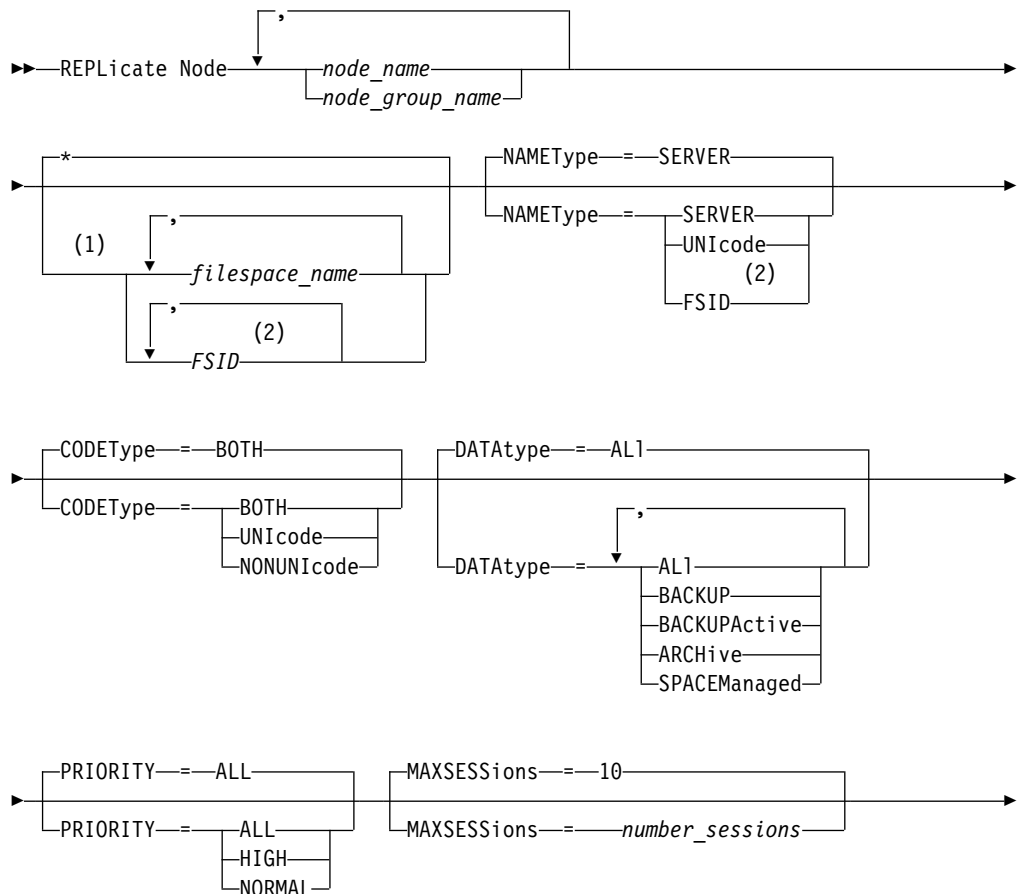 ,
REPLicate Node node_name
node_group_name
*
(1) ,
filespace_name
, (2)
FSID
NAMEType = SERVER
NAMEType = SERVER
UNIcode
(2)
FSID
CODEType = BOTH
CODEType = BOTH
UNIcode
NONUNIcode
DATAtype = ALl
,
DATAtype = ALl
BACKUP
BACKUPActive
ARCHive
SPACEManaged
PRIORITY = ALL
PRIORITY = ALL
HIGH
NORMAL
MAXSESSions = 10
MAXSESSions = number_sessions